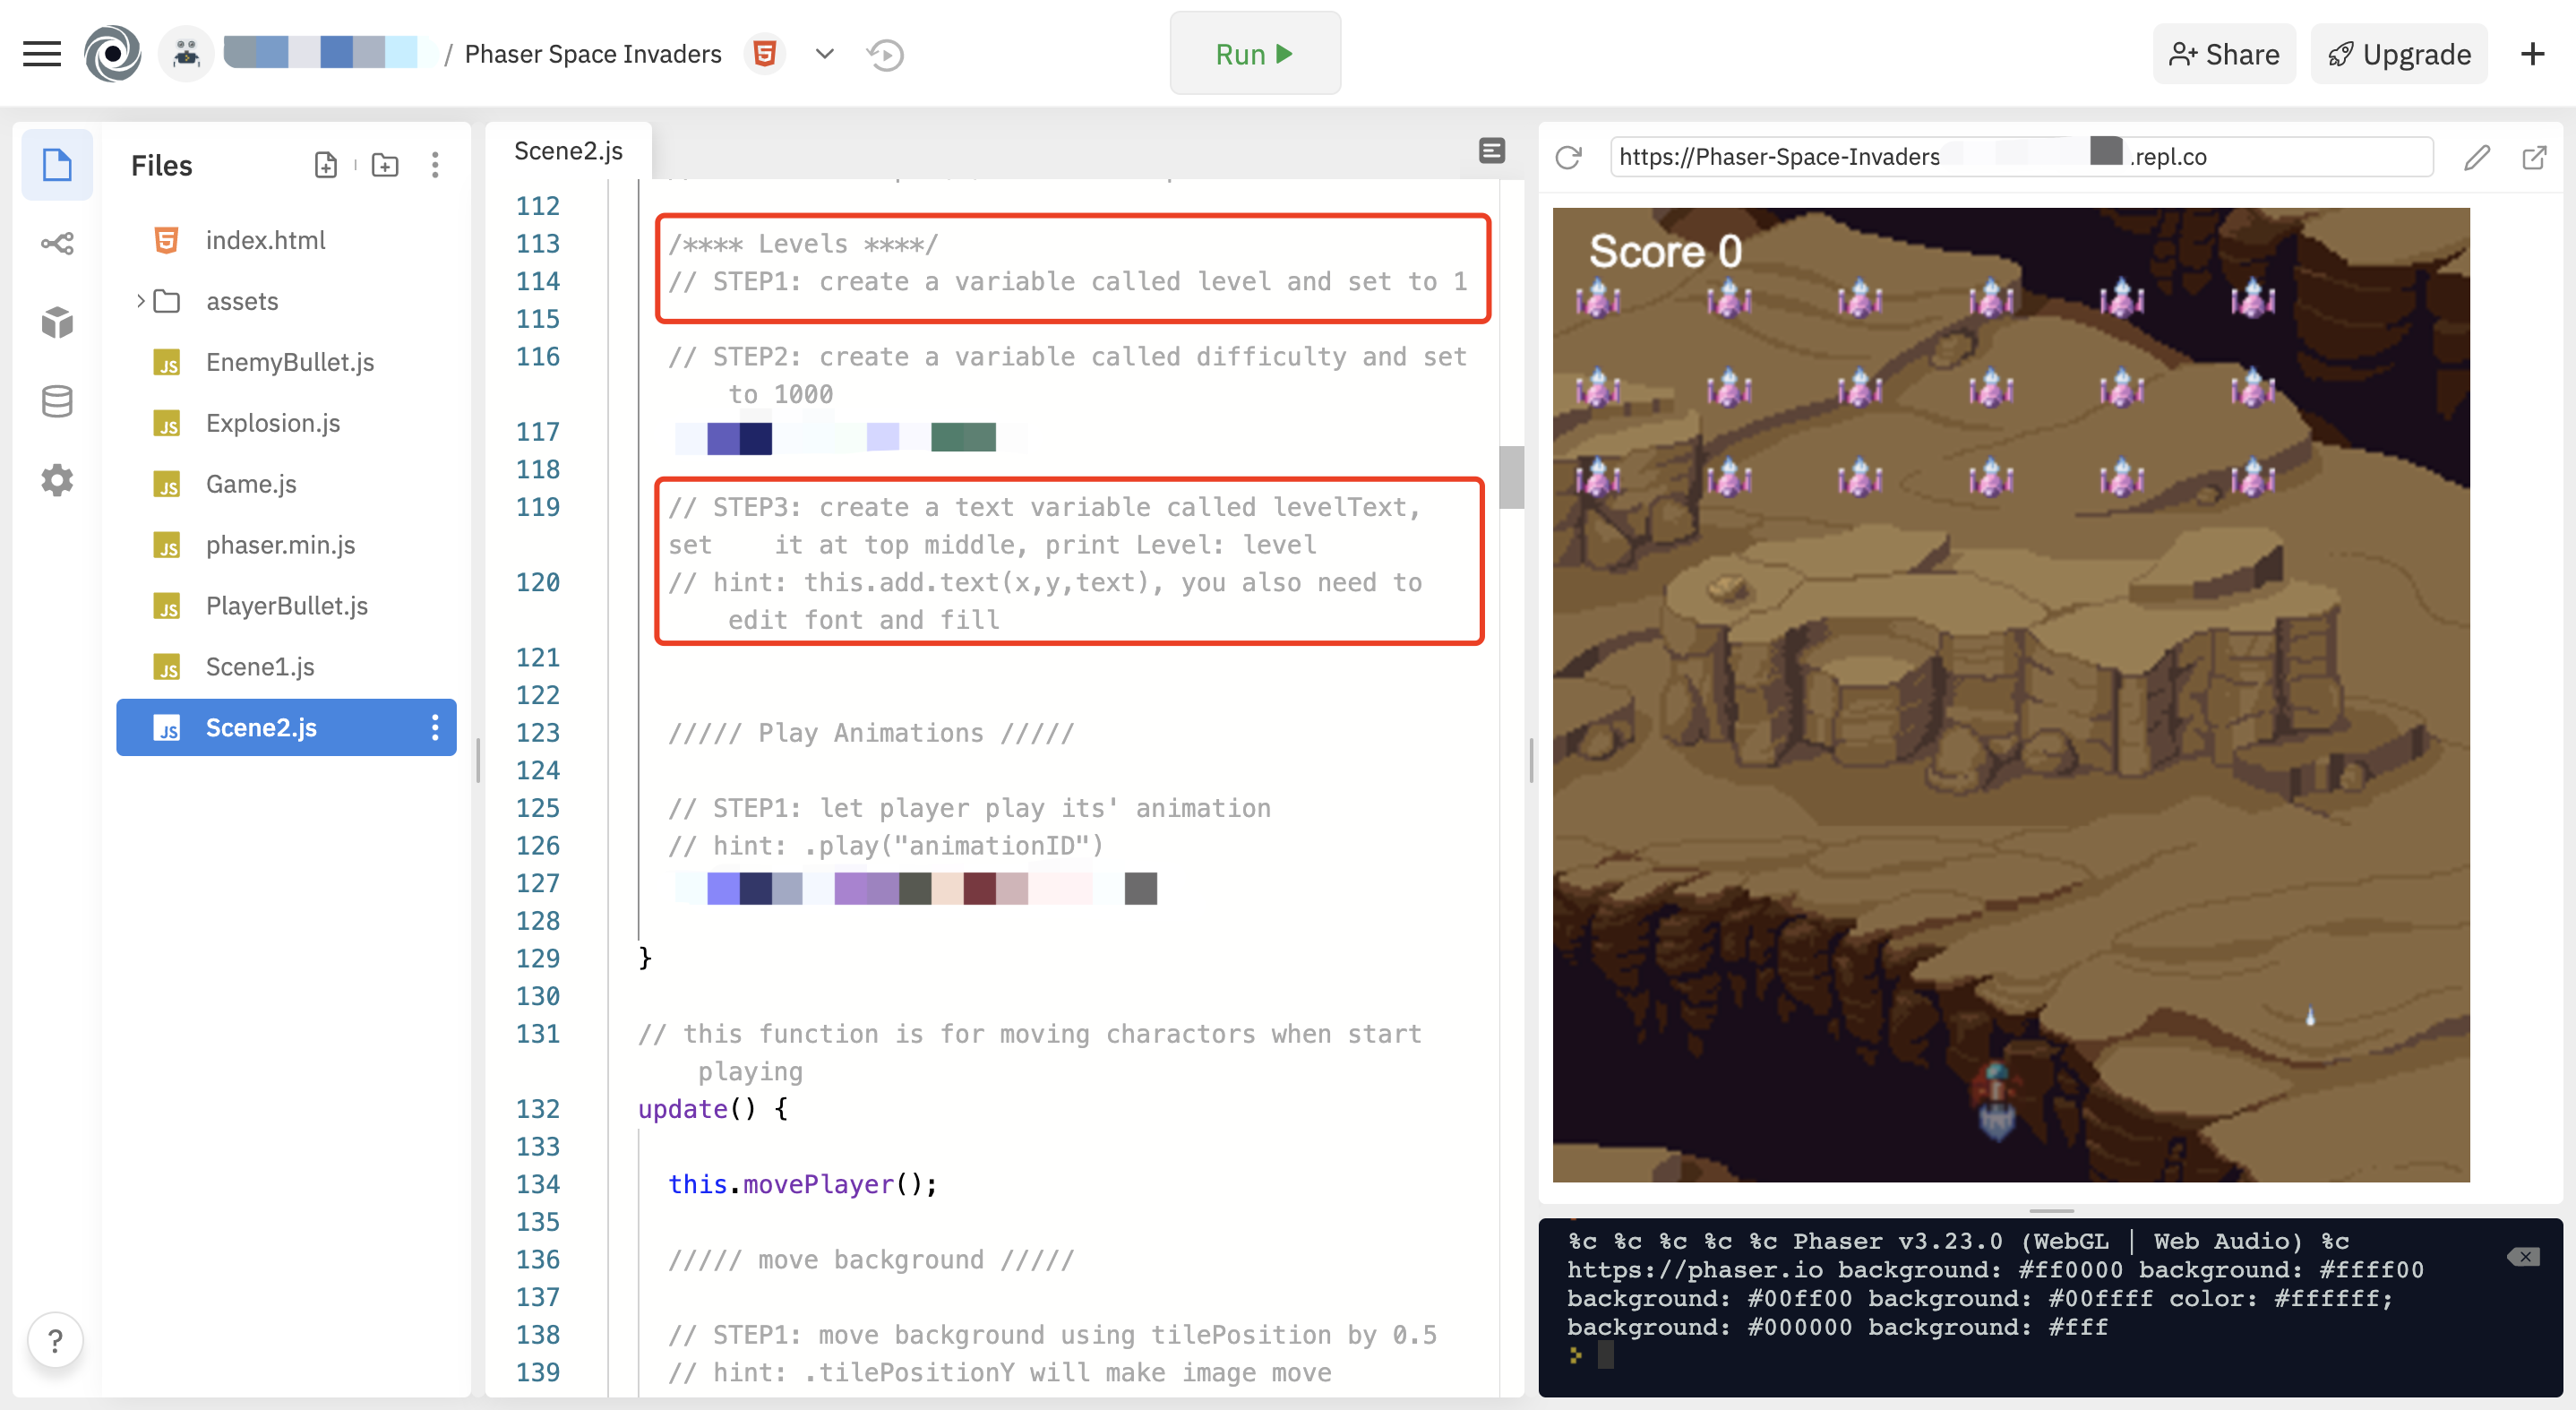 / Phaser Space Invaders
Run
Share
Upgrade
Files
index.html
assets
EnemyBullet.js
Explosion.js
Game.js
phaser.min.js
PlayerBullet.js
Scene1.js
Scene2.js
Scene2.js
112
113 /**** Levels ****/
114 // STEP1: create a variable called level and set to 1
115
116 // STEP2: create a variable called difficulty and set
to 1000
117
118
119 // STEP3: create a text variable called levelText,
set it at top middle, print Level: level
120 // hint: this.add.text(x,y,text), you also need to
edit font and fill
121
122
123 ///// Play Animations /////
124
125 // STEP1: let player play its' animation
126 // hint: .play("animationID")
127
128
129 }
130
131 // this function is for moving charactors when start
playing
132 update() {
133
134 this.movePlayer();
135
136 ///// move background /////
137
138 // STEP1: move background using tilePosition by 0.5
139 // hint: .tilePositionY will make image move
https://Phaser-Space-Invaders .repl.co
Score 0
%c %c %c %c %c Phaser v3.23.0 (WebGL | Web Audio) %c
https://phaser.io background: #ff0000 background: #ffff00
background: #00ff00 background: #00ffff color: #ffffff;
background: #000000 background: #fff
>
?